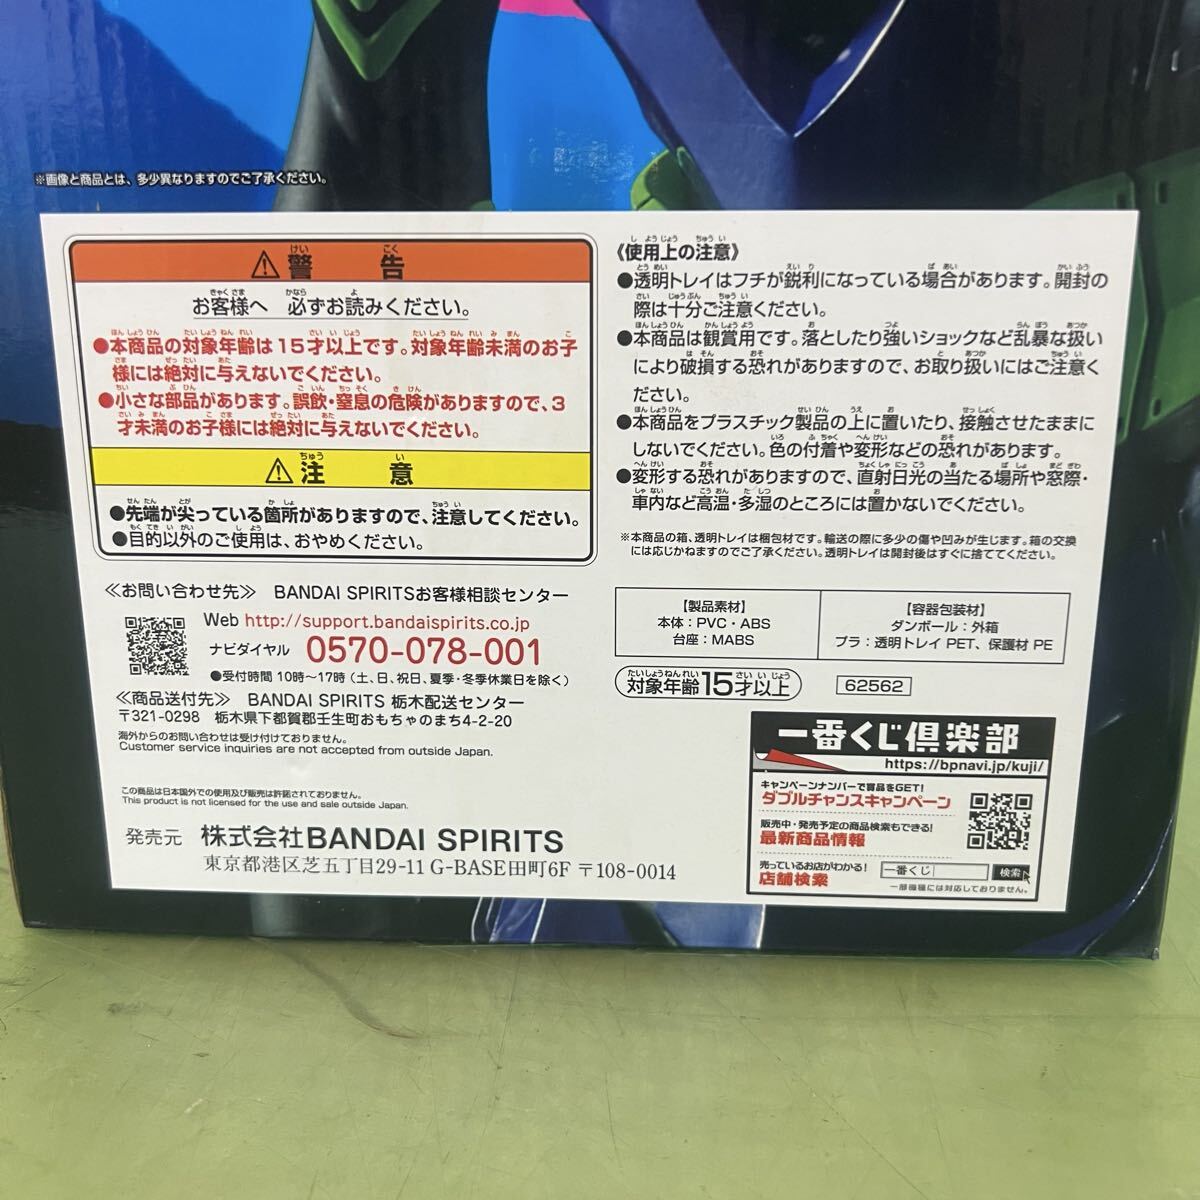 ※画像と商品とは、多少異なりますのでご了承ください。
⚠警告
お客様へ 必ずお読みください。
●本商品の対象年齢は15才以上です。対象年齢未満のお子
様には絶対に与えないでください。
●小さな部品があります。誤飲・窒息の危険がありますので、3
才未満のお子様には絶対に与えないでください。
⚠注意
●先端が尖っている箇所がありますので、注意してください。
●目的以外のご使用は、おやめください。
≪お問い合わせ先≫ BANDAI SPIRITSお客様相談センター
Web http://support.bandaispirits.co.jp
ナビダイヤル 0570-078-001
●受付時間 10時〜17時(土、日、祝日、夏季・冬季休業日を除く)
≪商品送付先≫ BANDAI SPIRITS 栃木配送センター
〒321-0298 栃木県下都賀郡壬生町おもちゃのまち4-2-20
海外からのお問い合わせは受け付けておりません。
Customer service inquiries are not accepted from outside Japan.
この商品は日本国外での使用及び販売は許諾されておりません。
This product is not licensed for the use and sale outside Japan.
発売元 株式会社BANDAI SPIRITS
東京都港区芝五丁目29-11 G-BASE田町6F 〒108-0014
《使用上の注意》
●透明トレイはフチが鋭利になっている場合があります。開封の
際は十分ご注意ください。
●本商品は観賞用です。落としたり強いショックなど乱暴な扱い
により破損する恐れがありますので、お取り扱いにはご注意く
ださい。
●本商品をプラスチック製品の上に置いたり、接触させたままに
しないでください。色の付着や変形などの恐れがあります。
●変形する恐れがありますので、直射日光の当たる場所や窓際・
車内など高温・多湿のところには置かないでください。
※本商品の箱、透明トレイは梱包材です。輸送の際に多少の傷や凹みが生じます。箱の交換
には応じかねますのでご了承ください。透明トレイは開封後はすぐに捨ててください。
【製品素材】
本体：PVC・ABS
台座：MABS
【容器包装材】
ダンボール：外箱
プラ：透明トレイ PET、保護材 PE
対象年齢15才以上
62562
一番くじ倶楽部
https://bpnavi.jp/kuji/
キャンペーンナンバーで賞品をGET!
ダブルチャンスキャンペーン
販売中・発売予定の商品検索もできる!
最新商品情報
売っているお店がわかる!
店舗検索
一番くじ 検索
一部機種には対応しておりません。